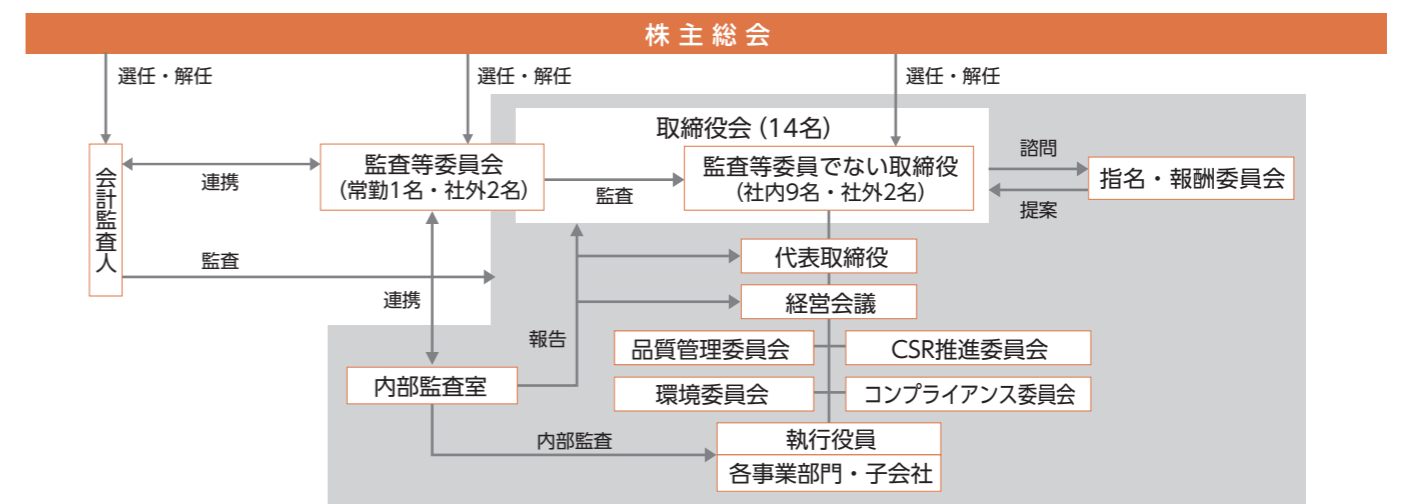 株主総会
選任・解任
選任・解任
選任・解任
取締役会（14名）
会計監査人
連携
監査等委員会
（常勤1名・社外2名）
監査
監査等委員でない取締役
（社内9名・社外2名）
諮問
提案
指名・報酬委員会
監査
連携
代表取締役
経営会議
報告
品質管理委員会
CSR推進委員会
内部監査室
環境委員会
コンプライアンス委員会
内部監査
執行役員
各事業部門・子会社